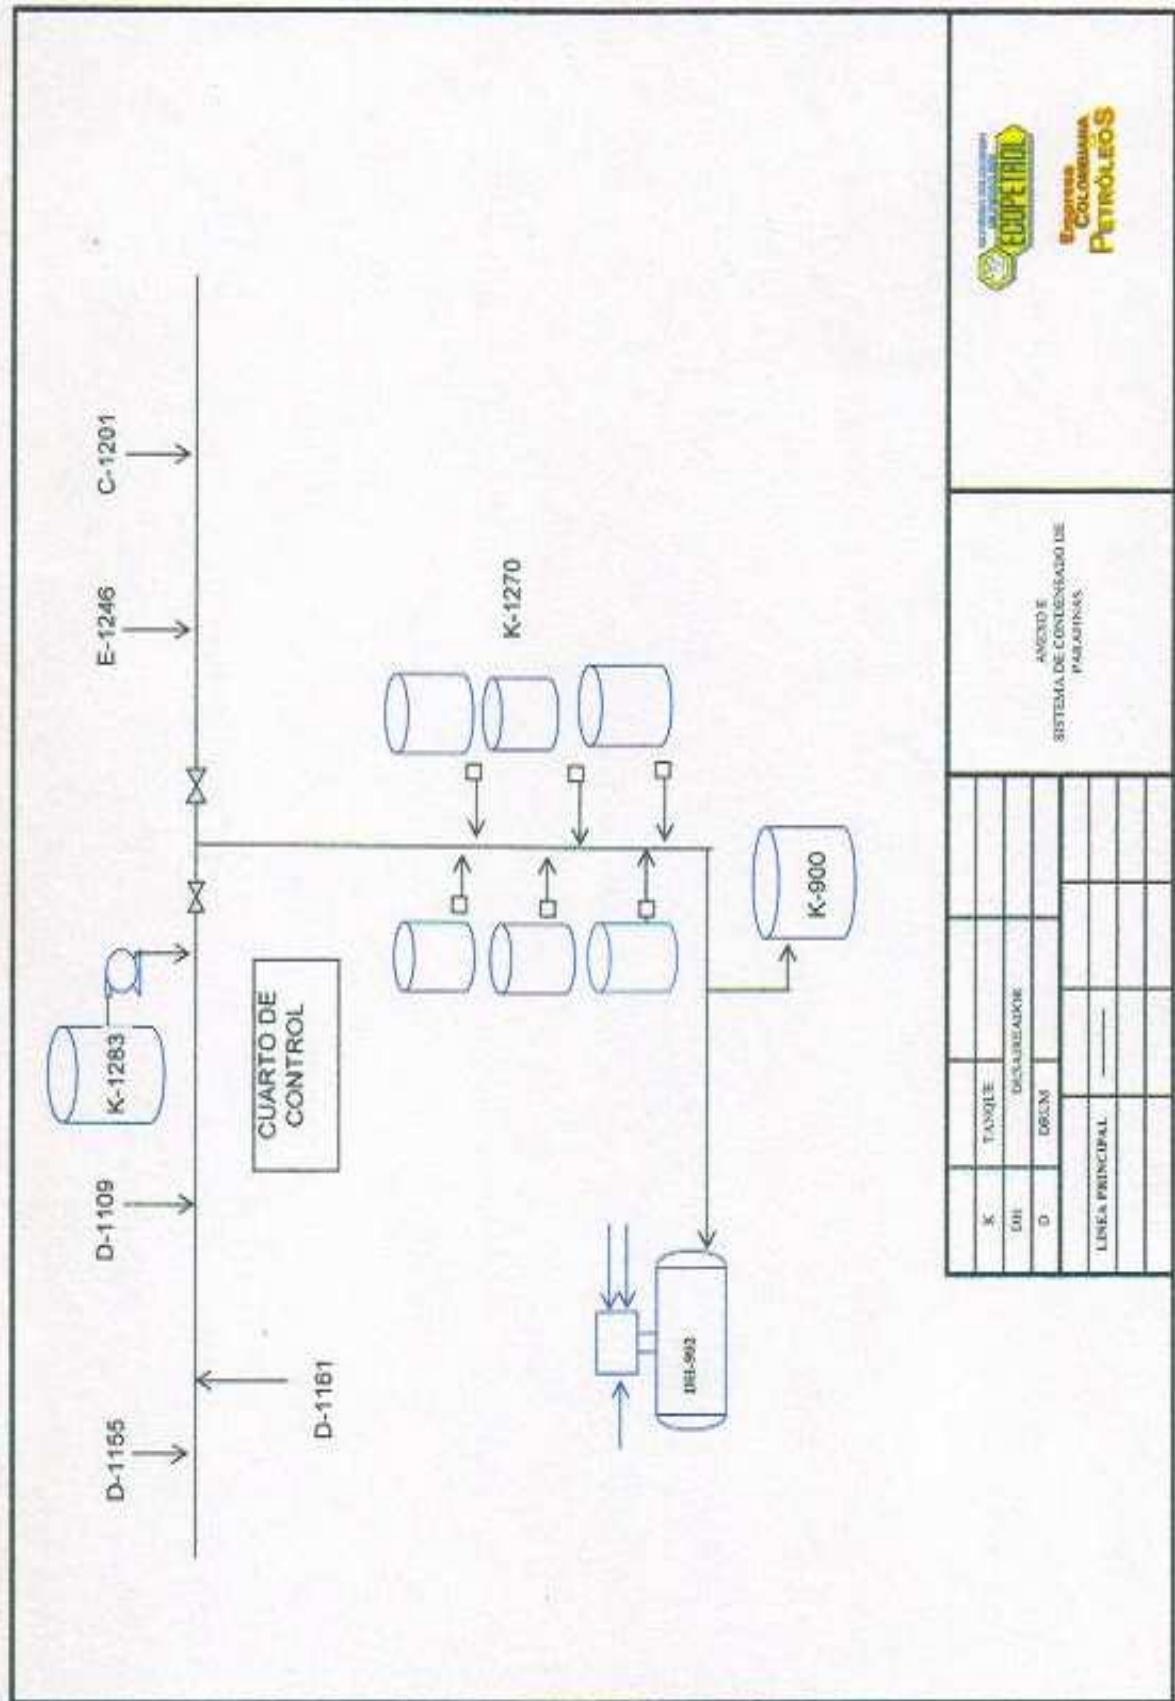 D-1155
D-1109
K-1283
E-1246
C-1201
D-1161
CUARTO DE
CONTROL
K-1270
DH-902
K-900
K TANQUE
DH DESAIREADOR
D DRUM
LINEA PRINCIPAL
ANEXO E
SISTEMA DE CONDENSADO DE
PARAFINAS
ECOPETROL
Empresa
COLOMBIANA
PETRÓLEOS